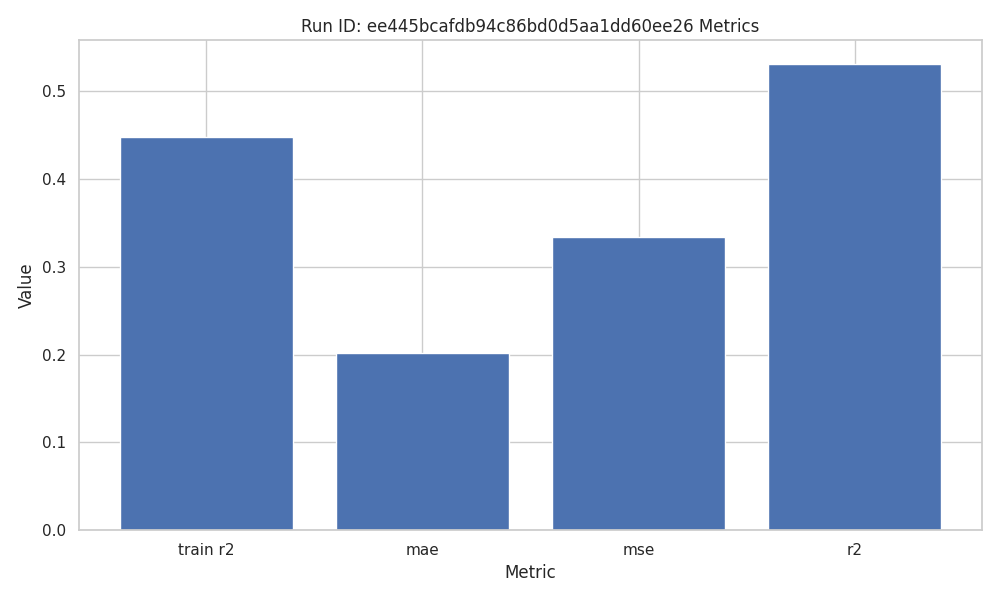 Run ID: ee445bcafdb94c86bd0d5aa1dd60ee26 Metrics
Value
0.5
0.4
0.3
0.2
0.1
0.0
train r2 mae mse r2
Metric